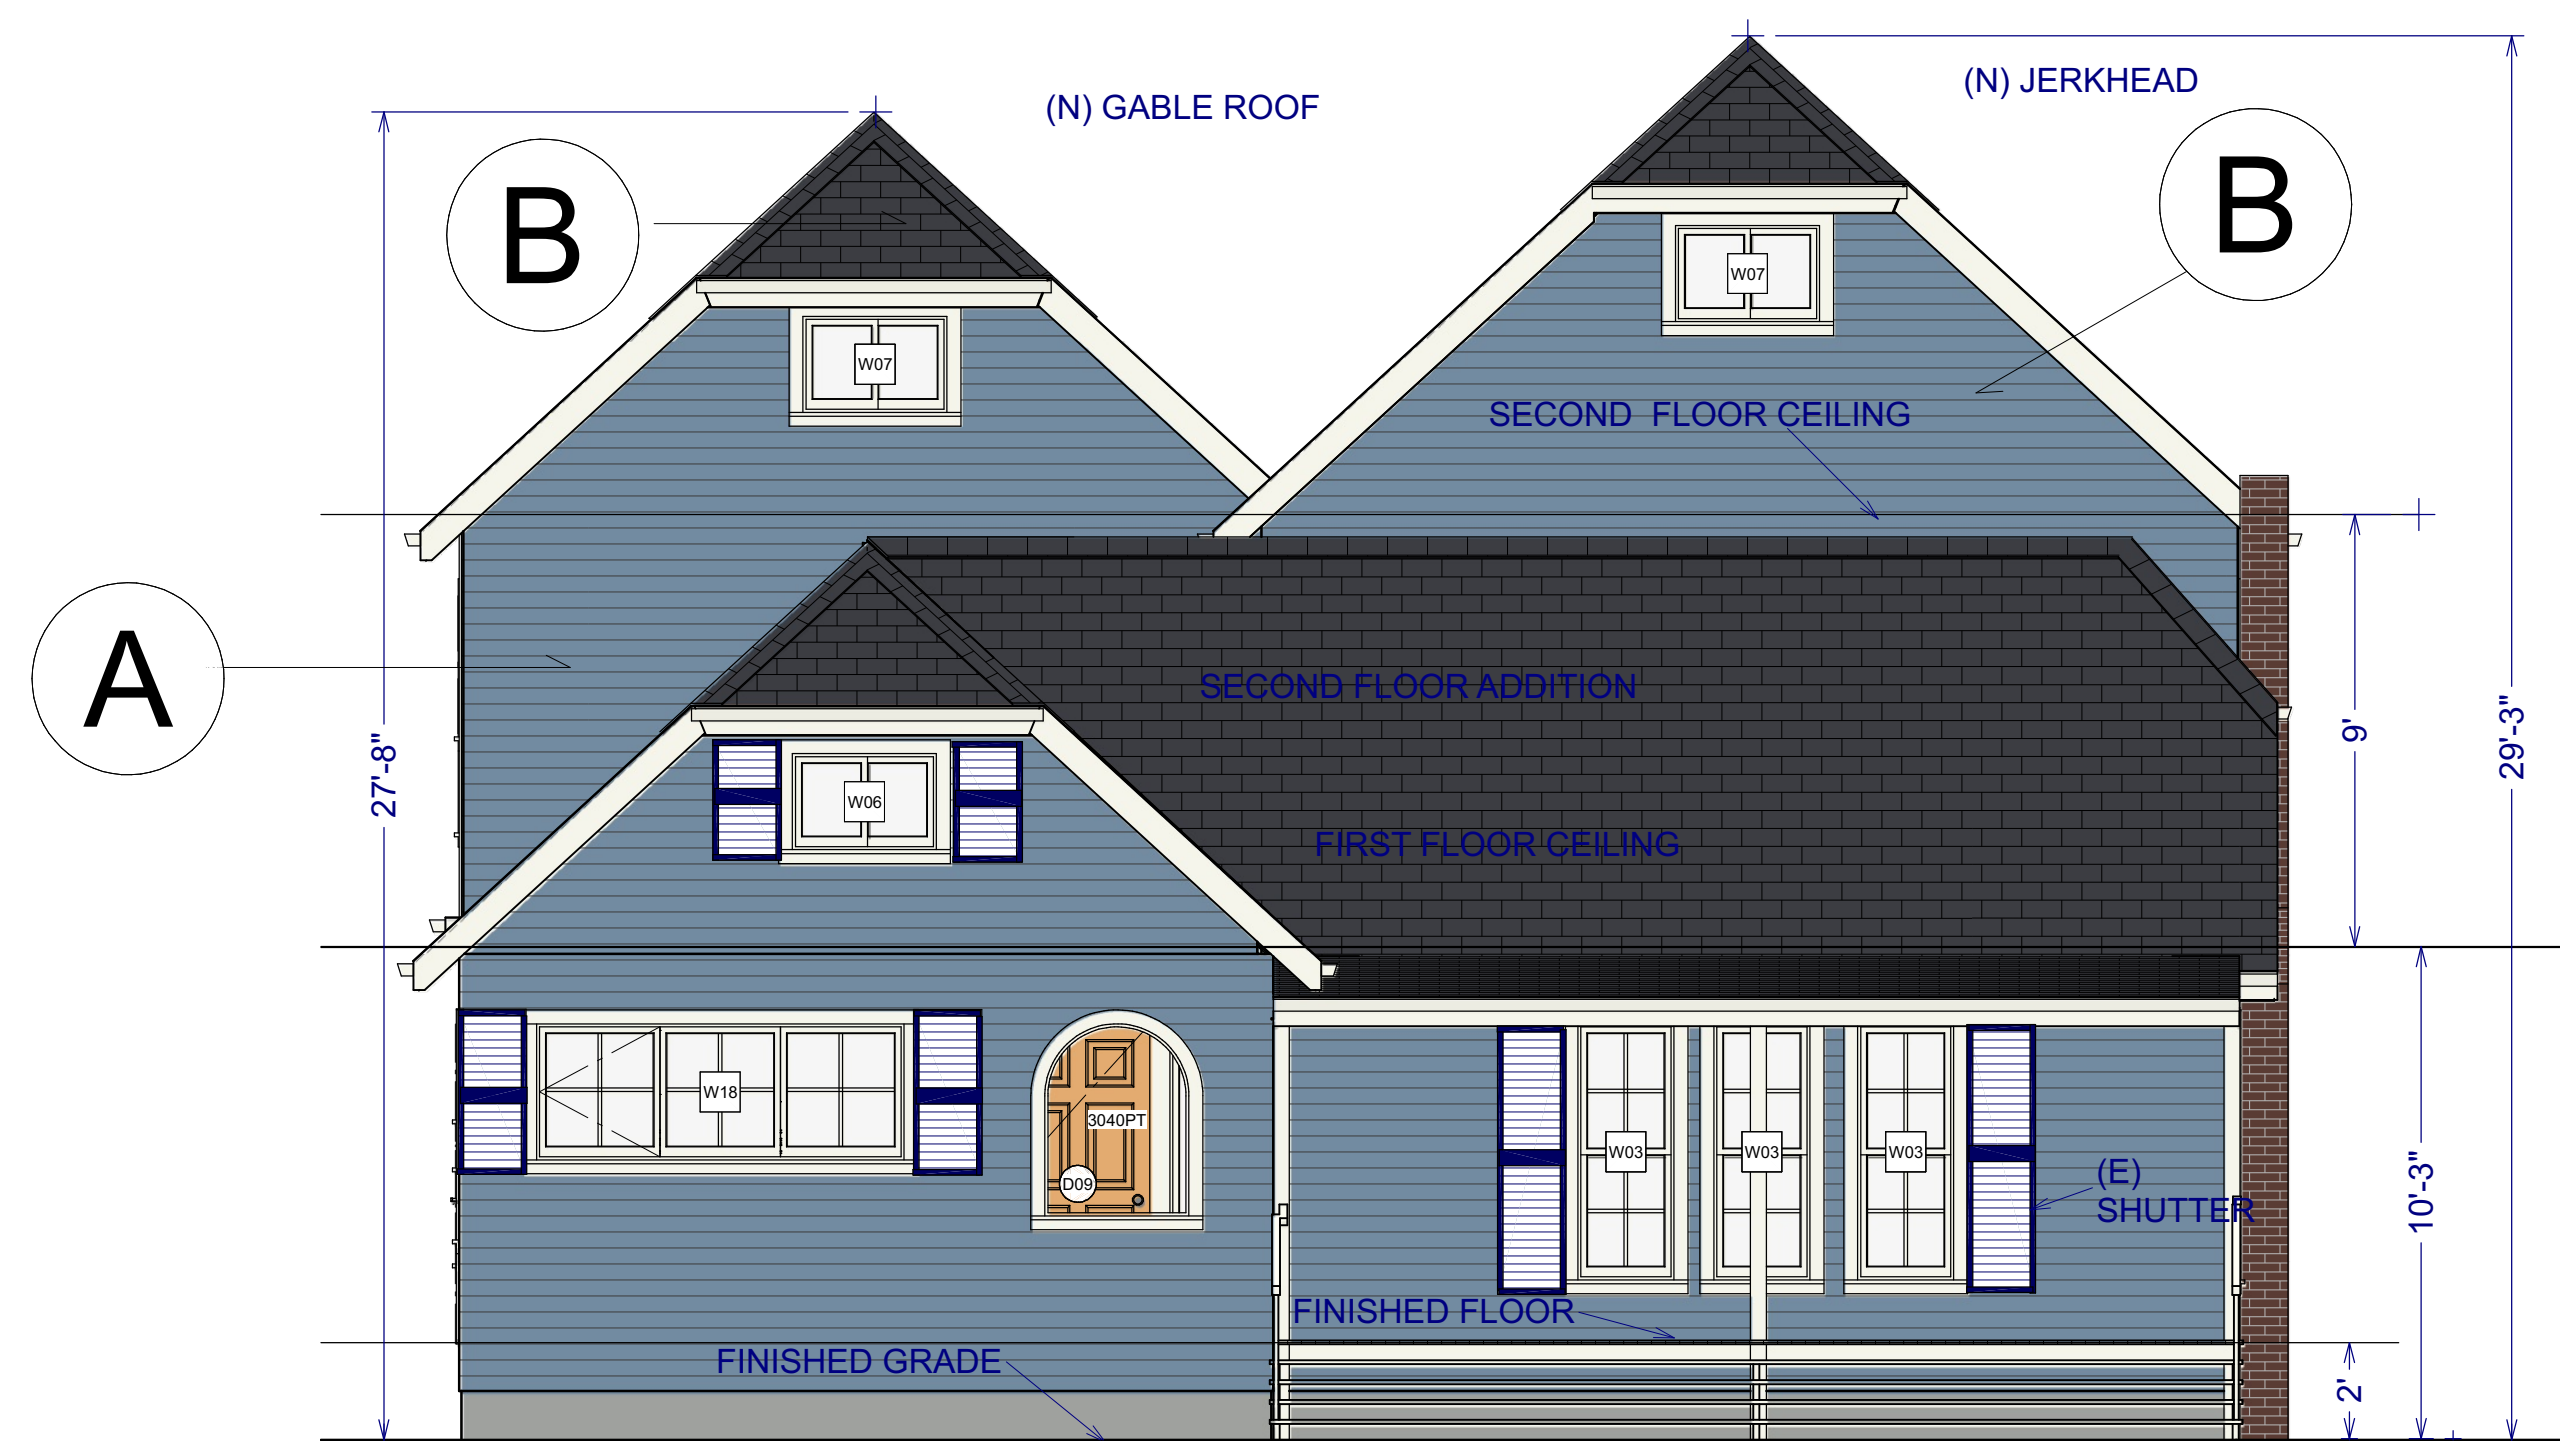 (N) JERKHEAD
(N) GABLE ROOF
B
B
W07
W07
SECOND  FLOOR CEILING
A
SECOND FLOOR ADDITION
27'-8"
9'
29'-3"
W06
FIRST FLOOR CEILING
W18
3040PT
D09
W03
W03
W03
(E)
SHUTTER
10'-3"
FINISHED FLOOR
FINISHED GRADE
2'